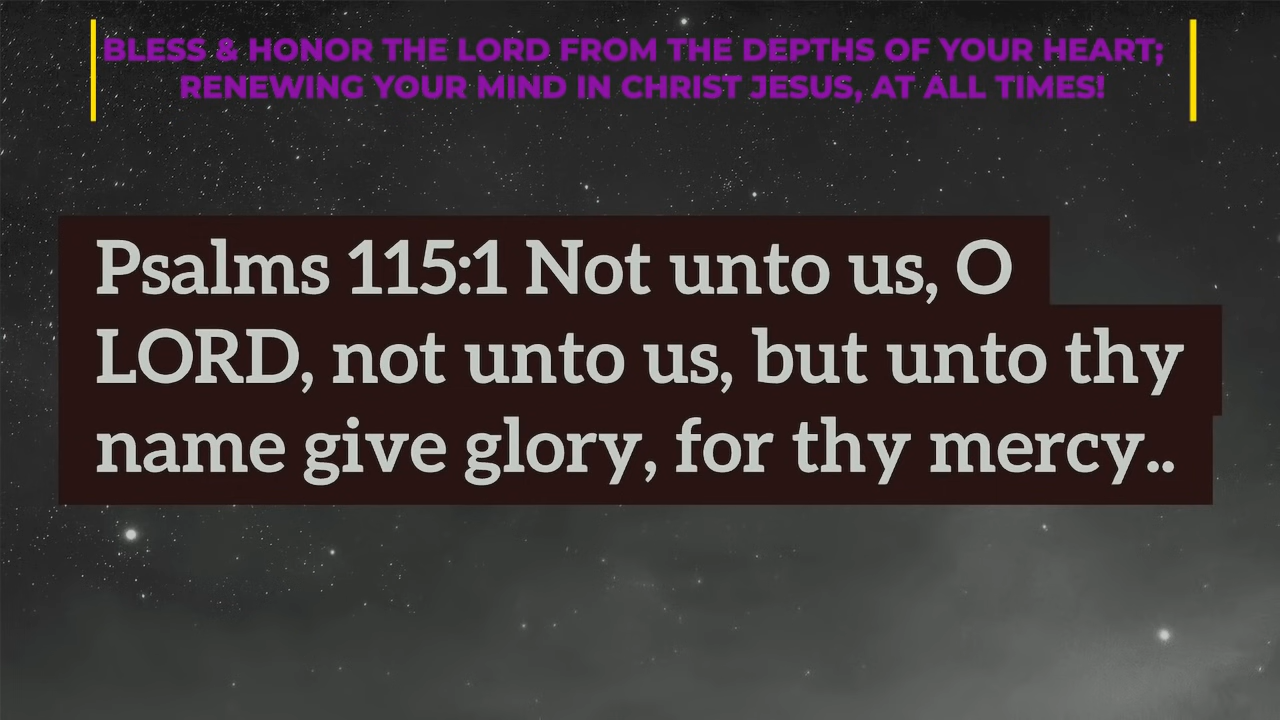 BLESS & HONOR THE LORD FROM THE DEPTHS OF YOUR HEART;
RENEWING YOUR MIND IN CHRIST JESUS, AT ALL TIMES!
Psalms 115:1 Not unto us, O
LORD, not unto us, but unto thy
name give glory, for thy mercy..